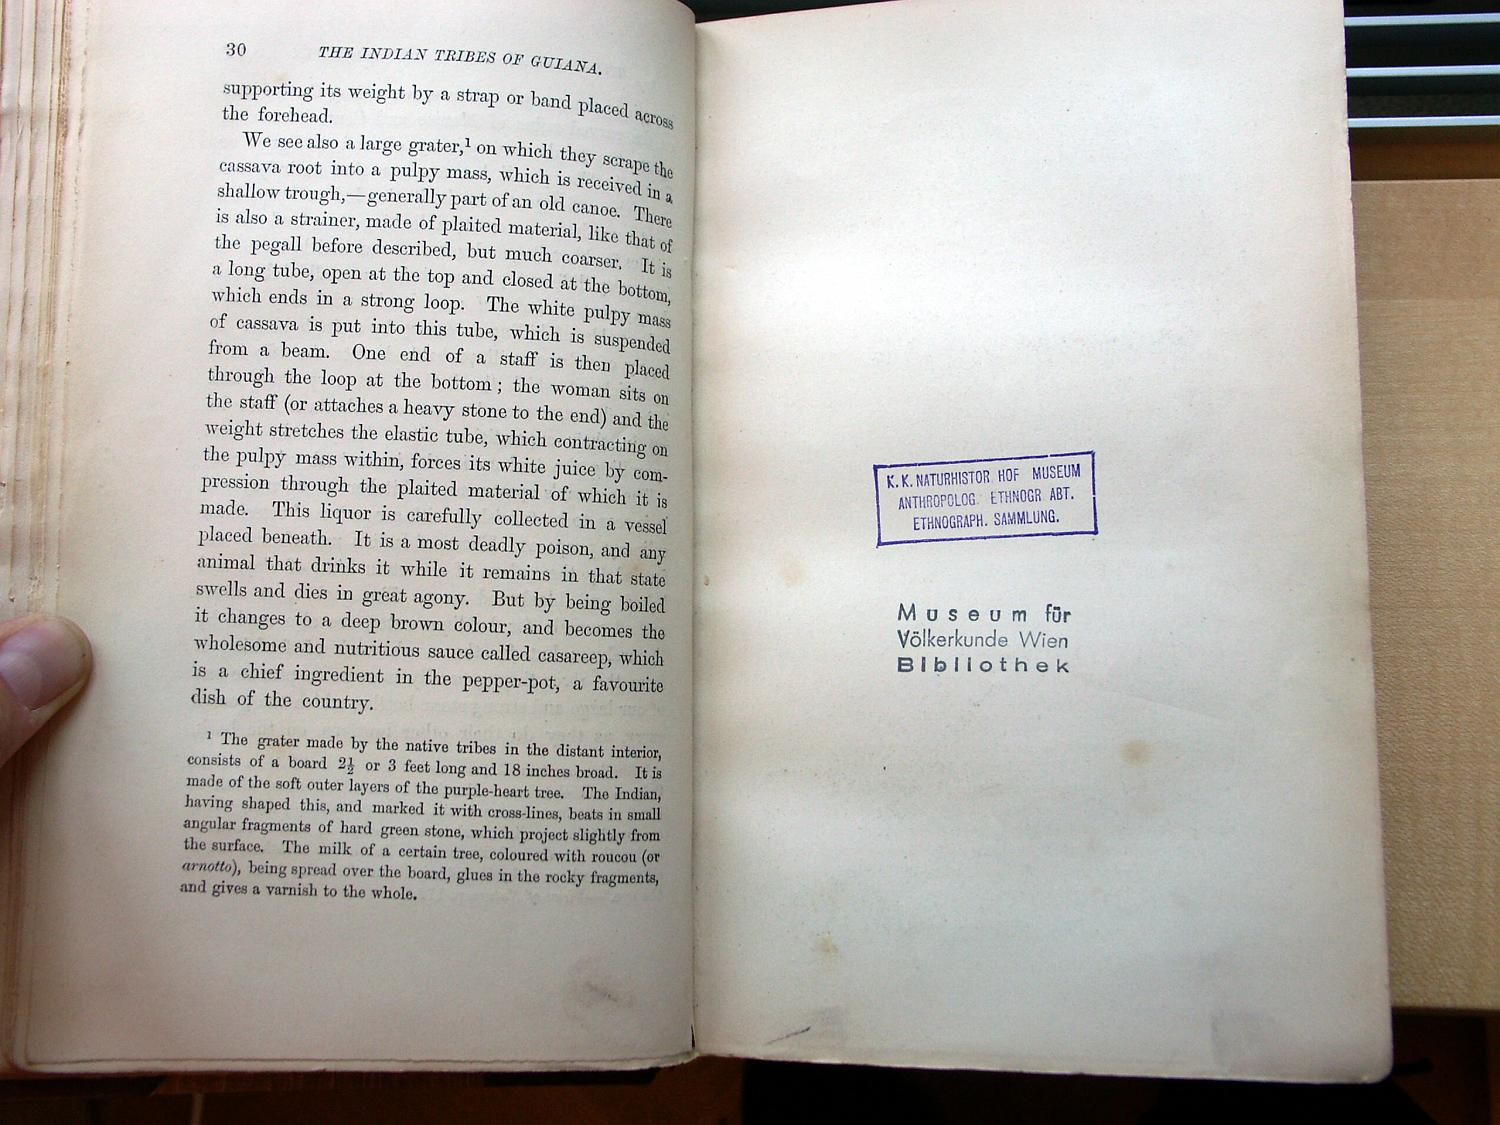 30 THE INDIAN TRIBES OF GUIANA.
supporting its weight by a strap or band placed across
the forehead.
We see also a large grater,¹ on which they scrape the
cassava root into a pulpy mass, which is received in a
shallow trough,—generally part of an old canoe. There
is also a strainer, made of plaited material, like that of
the pegall before described, but much coarser. It is
a long tube, open at the top and closed at the bottom,
which ends in a strong loop. The white pulpy mass
of cassava is put into this tube, which is suspended
from a beam. One end of a staff is then placed
through the loop at the bottom; the woman sits on
the staff (or attaches a heavy stone to the end) and the
weight stretches the elastic tube, which contracting on
the pulpy mass within, forces its white juice by com-
pression through the plaited material of which it is
made. This liquor is carefully collected in a vessel
placed beneath. It is a most deadly poison, and any
animal that drinks it while it remains in that state
swells and dies in great agony. But by being boiled
it changes to a deep brown colour, and becomes the
wholesome and nutritious sauce called casareep, which
is a chief ingredient in the pepper-pot, a favourite
dish of the country.
¹ The grater made by the native tribes in the distant interior,
consists of a board 2½ or 3 feet long and 18 inches broad. It is
made of the soft outer layers of the purple-heart tree. The Indian,
having shaped this, and marked it with cross-lines, beats in small
angular fragments of hard green stone, which project slightly from
the surface. The milk of a certain tree, coloured with roucou (or
arnotto), being spread over the board, glues in the rocky fragments,
and gives a varnish to the whole.
K. K. NATURHISTOR HOF MUSEUM
ANTHROPOLOG. ETHNOGR ABT.
ETHNOGRAPH. SAMMLUNG.
Museum für
Völkerkunde Wien
Bibliothek